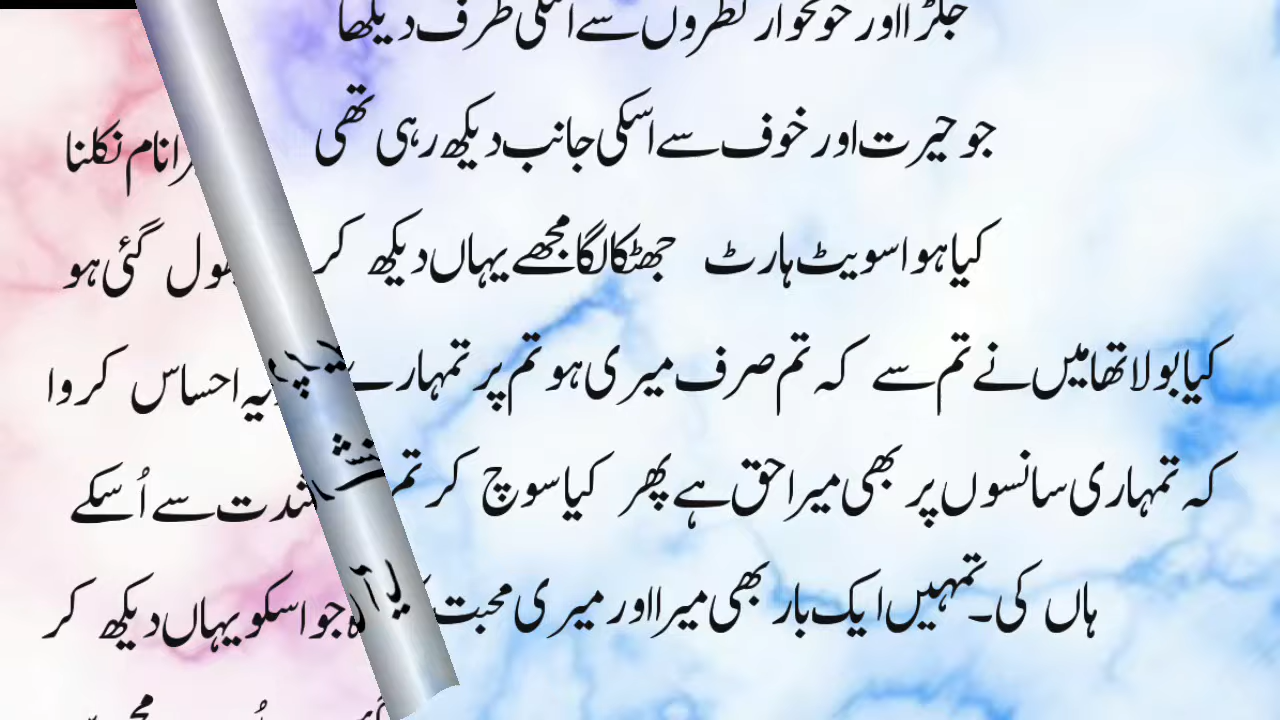 جکڑ ااور خونخوار نظروں سے اسکی طرف دیکھا
جو حیرت اور خوف سے اسکی جانب دیکھ رہی تھی
کیا ہوا سویٹ ہارٹ جھٹکا لگا مجھے یہاں دیکھ کر
کیا بولا تھا میں نے تم سے کہ تم صرف میری ہو تم پر تمہارے
کہ تمہاری سانسوں پر بھی میرا حق ہے پھر کیا سوچ کر تم
ہاں کی۔ تمہیں ایک بار بھی میرا اور میری محبت
نام نکلنا
گئی ہو
یہ احساس کروا
شدت سے اُسکے
جو اسکو یہاں دیکھ کر